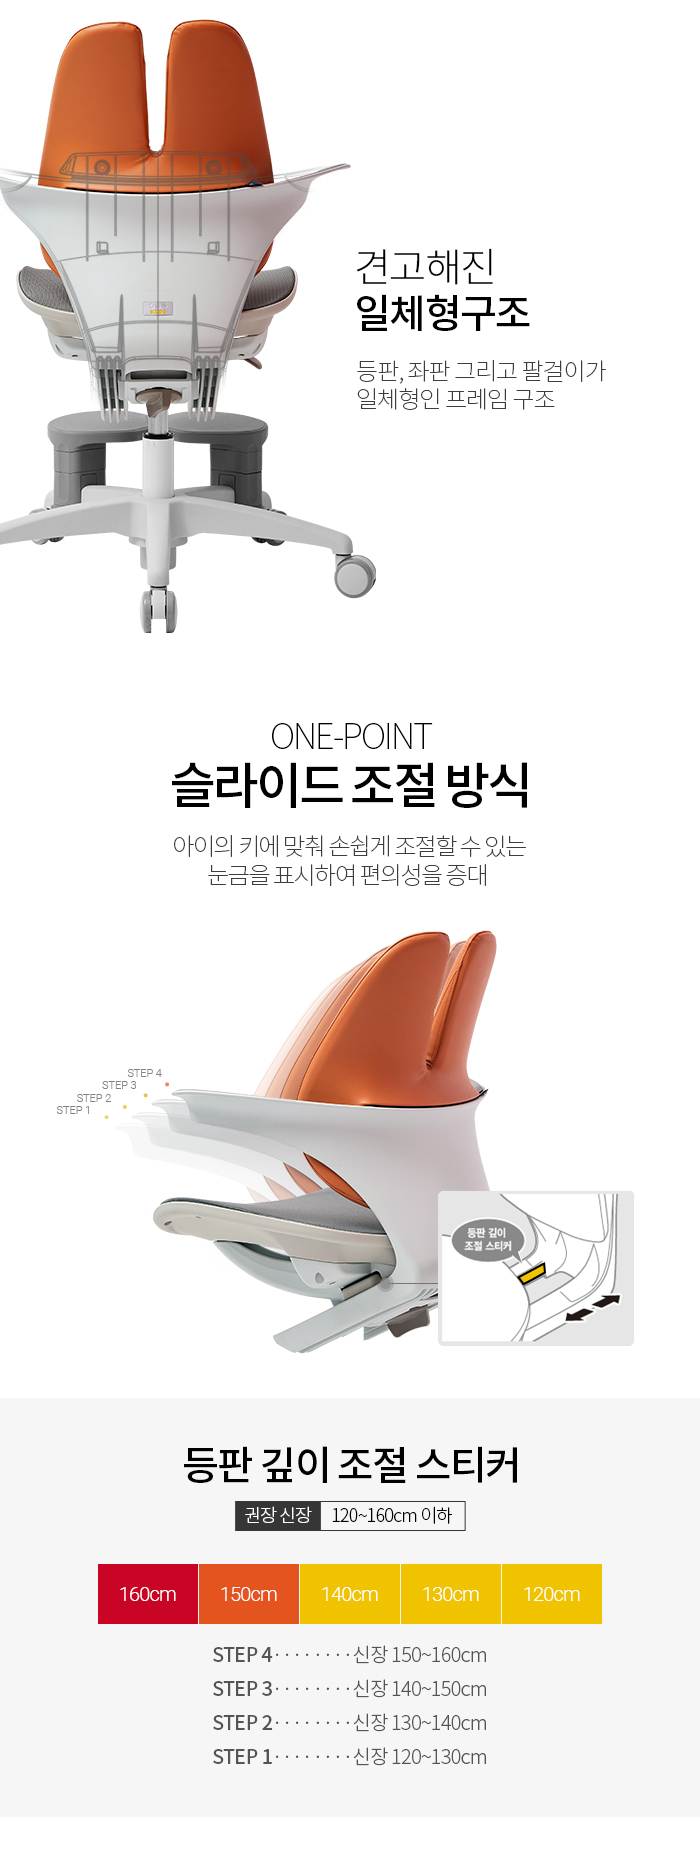 견고해진
일체형구조
등판, 좌판 그리고 팔걸이가
일체형인 프레임 구조
ONE-POINT
슬라이드 조절 방식
아이의 키에 맞춰 손쉽게 조절할 수 있는
눈금을 표시하여 편의성을 증대
STEP 4
STEP 3
STEP 2
STEP 1
등판 깊이
조절 스티커
등판 깊이 조절 스티커
권장 신장 120~160cm 이하
160cm 150cm 140cm 130cm 120cm
STEP 4 · · · · · · · · · 신장 150~160cm
STEP 3 · · · · · · · · · 신장 140~150cm
STEP 2 · · · · · · · · · 신장 130~140cm
STEP 1 · · · · · · · · · 신장 120~130cm